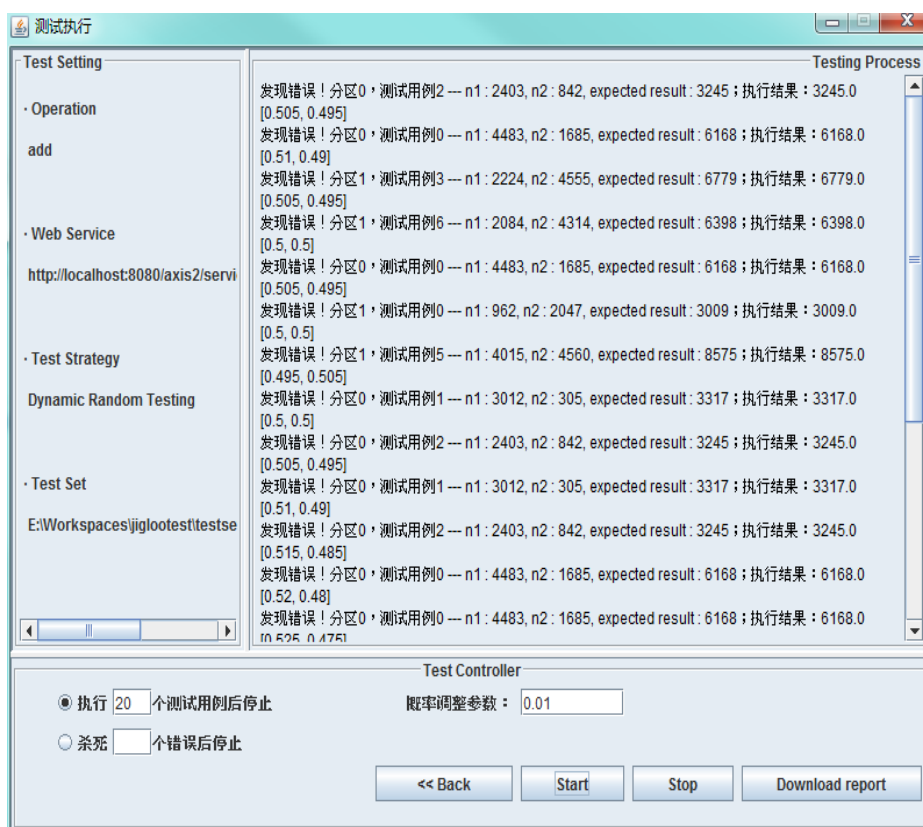 测试执行
Test Setting
· Operation
add
· Web Service
http://localhost:8080/axis2/servi
· Test Strategy
Dynamic Random Testing
· Test Set
E:\Workspaces\jiglootest\testse
Testing Process
发现错误！分区0，测试用例2 --- n1 : 2403, n2 : 842, expected result : 3245；执行结果：3245.0
[0.505, 0.495]
发现错误！分区0，测试用例0 --- n1 : 4483, n2 : 1685, expected result : 6168；执行结果：6168.0
[0.51, 0.49]
发现错误！分区1，测试用例3 --- n1 : 2224, n2 : 4555, expected result : 6779；执行结果：6779.0
[0.505, 0.495]
发现错误！分区1，测试用例6 --- n1 : 2084, n2 : 4314, expected result : 6398；执行结果：6398.0
[0.5, 0.5]
发现错误！分区0，测试用例0 --- n1 : 4483, n2 : 1685, expected result : 6168；执行结果：6168.0
[0.505, 0.495]
发现错误！分区1，测试用例0 --- n1 : 962, n2 : 2047, expected result : 3009；执行结果：3009.0
[0.5, 0.5]
发现错误！分区1，测试用例5 --- n1 : 4015, n2 : 4560, expected result : 8575；执行结果：8575.0
[0.495, 0.505]
发现错误！分区0，测试用例1 --- n1 : 3012, n2 : 305, expected result : 3317；执行结果：3317.0
[0.5, 0.5]
发现错误！分区0，测试用例2 --- n1 : 2403, n2 : 842, expected result : 3245；执行结果：3245.0
[0.505, 0.495]
发现错误！分区0，测试用例1 --- n1 : 3012, n2 : 305, expected result : 3317；执行结果：3317.0
[0.51, 0.49]
发现错误！分区0，测试用例2 --- n1 : 2403, n2 : 842, expected result : 3245；执行结果：3245.0
[0.515, 0.485]
发现错误！分区0，测试用例0 --- n1 : 4483, n2 : 1685, expected result : 6168；执行结果：6168.0
[0.52, 0.48]
发现错误！分区0，测试用例0 --- n1 : 4483, n2 : 1685, expected result : 6168；执行结果：6168.0
[0.525, 0.475]
Test Controller
执行 20 个测试用例后停止
概率调整参数： 0.01
杀死 个错误后停止
<< Back Start Stop Download report